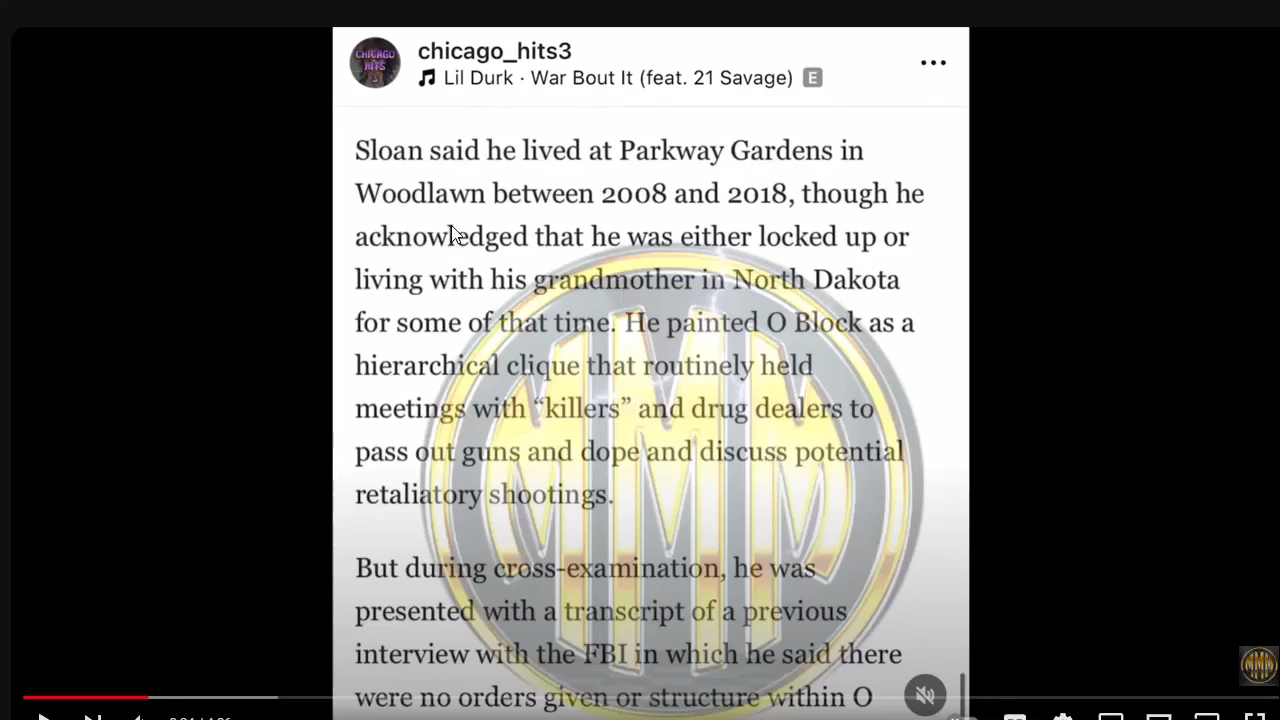 chicago_hits3
Lil Durk · War Bout It (feat. 21 Savage) E
CHICAGO
HITS
3
Sloan said he lived at Parkway Gardens in
Woodlawn between 2008 and 2018, though he
acknowledged that he was either locked up or
living with his grandmother in North Dakota
for some of that time. He painted O Block as a
hierarchical clique that routinely held
meetings with “killers” and drug dealers to
pass out guns and dope and discuss potential
retaliatory shootings.
But during cross-examination, he was
presented with a transcript of a previous
interview with the FBI in which he said there
were no orders given or structure within O
MMM
MMM